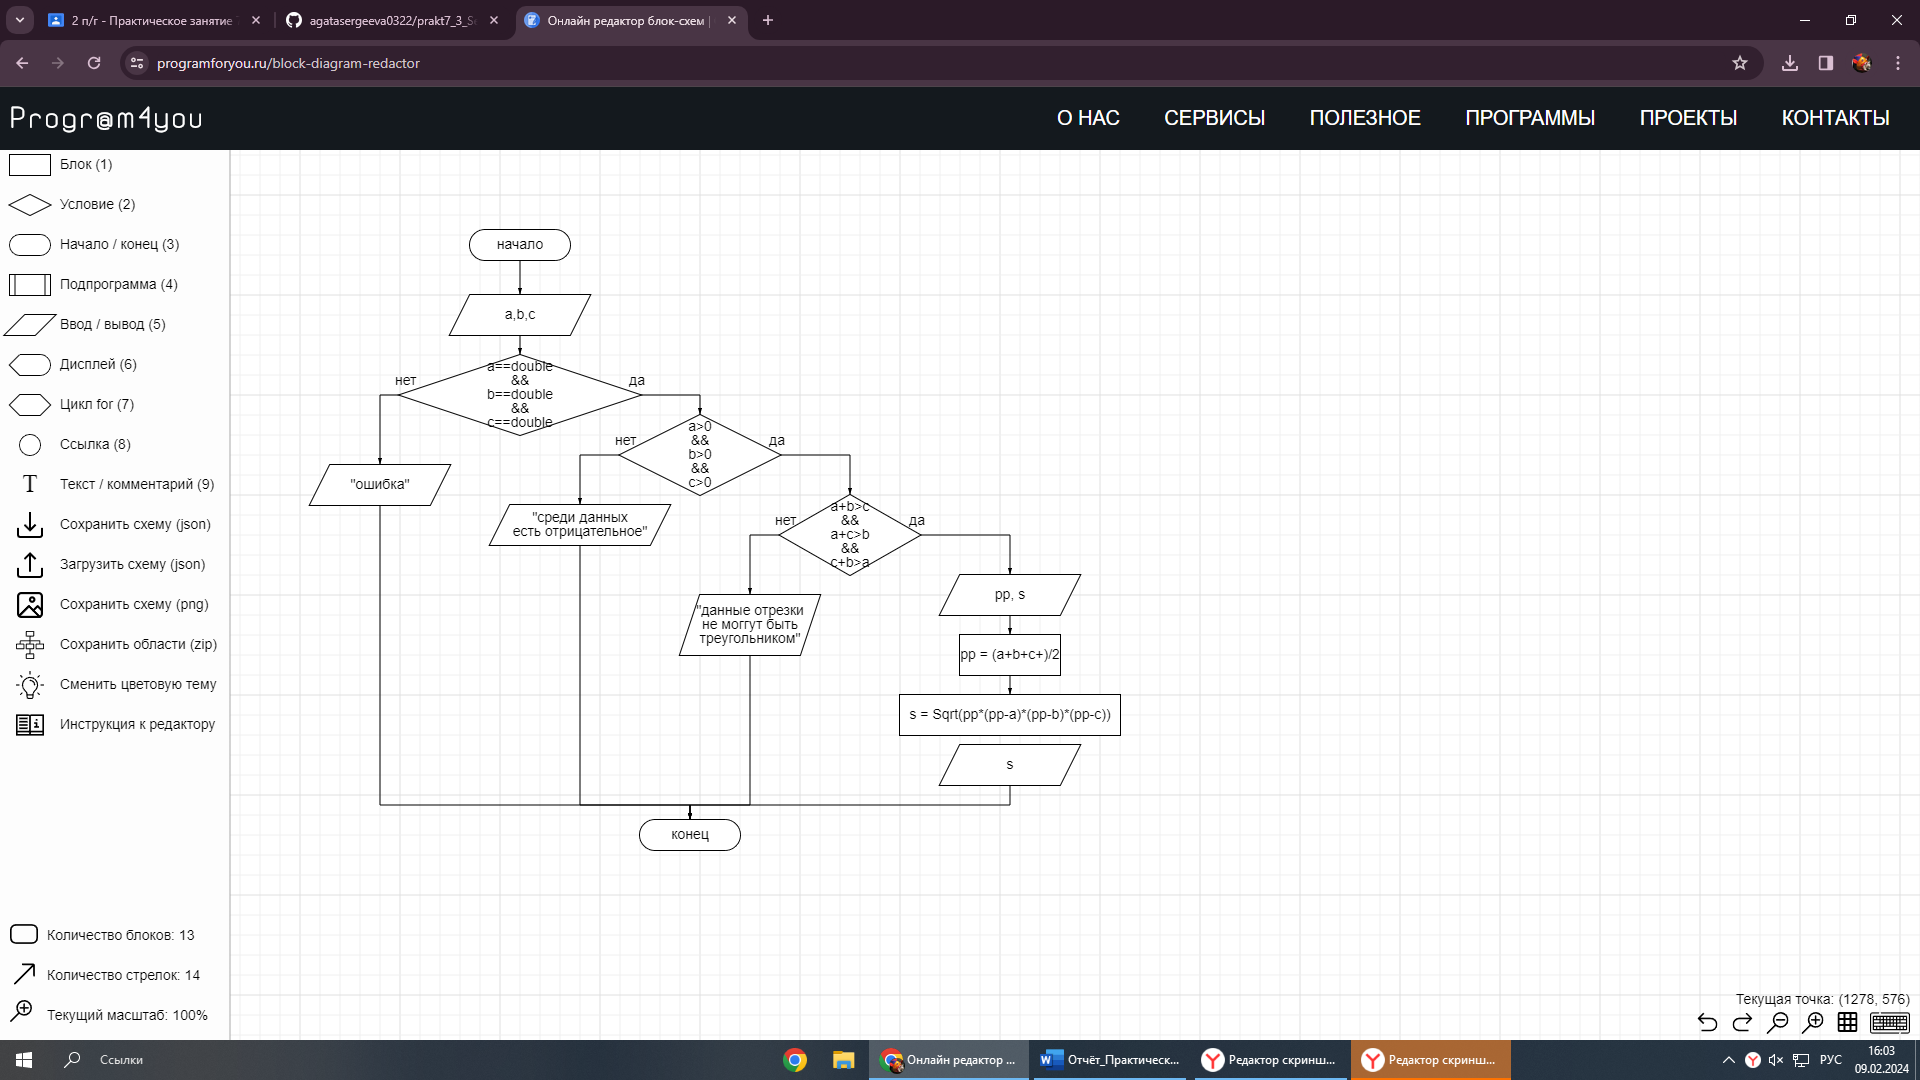 2 п/г - Практическое занятие
agatasergeeva0322/prakt7_3_Se
Онлайн редактор блок-схем |
programforyou.ru/block-diagram-redactor
Progr@m4you
О НАС
СЕРВИСЫ
ПОЛЕЗНОЕ
ПРОГРАММЫ
ПРОЕКТЫ
КОНТАКТЫ
Блок (1)
Условие (2)
Начало / конец (3)
Подпрограмма (4)
Ввод / вывод (5)
Дисплей (6)
Цикл for (7)
Ссылка (8)
T
Текст / комментарий (9)
Сохранить схему (json)
Загрузить схему (json)
Сохранить схему (png)
Сохранить области (zip)
Сменить цветовую тему
Инструкция к редактору
Количество блоков: 13
Количество стрелок: 14
Текущий масштаб: 100%
начало
a,b,c
a==double
&&
b==double
&&
c==double
нет
да
"ошибка"
a>0
&&
b>0
&&
c>0
нет
да
"среди данных
есть отрицательное"
a+b>c
&&
a+c>b
&&
c+b>a
нет
да
"данные отрезки
не моггут быть
треугольником"
pp, s
pp = (a+b+c+)/2
s = Sqrt(pp*(pp-a)*(pp-b)*(pp-c))
s
конец
Текущая точка: (1278, 576)
Ссылки
Онлайн редактор ...
Отчёт_Практическ...
Редактор скринш...
Редактор скринш...
РУС
16:03
09.02.2024